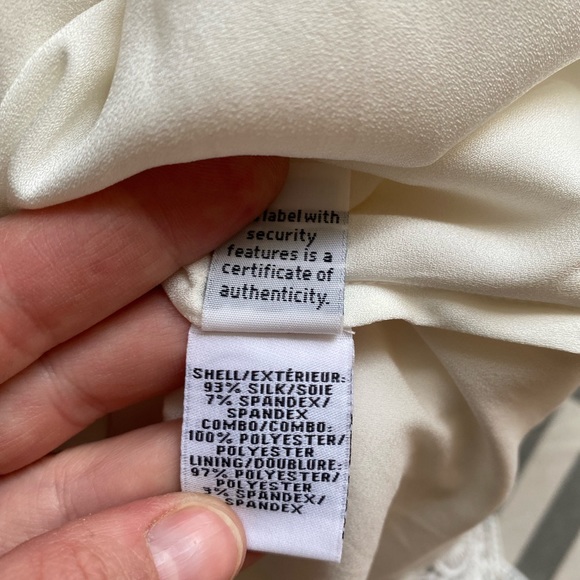 label with
security
features is a
certificate of
authenticity.
SHELL/EXTÉRIEUR:
93% SILK/SOIE
7% SPANDEX/
SPANDEX
COMBO/COMBO:
100% POLYESTER/
POLYESTER
LINING/DOUBLURE:
97% POLYESTER/
POLYESTER
3% SPANDEX/
SPANDEX